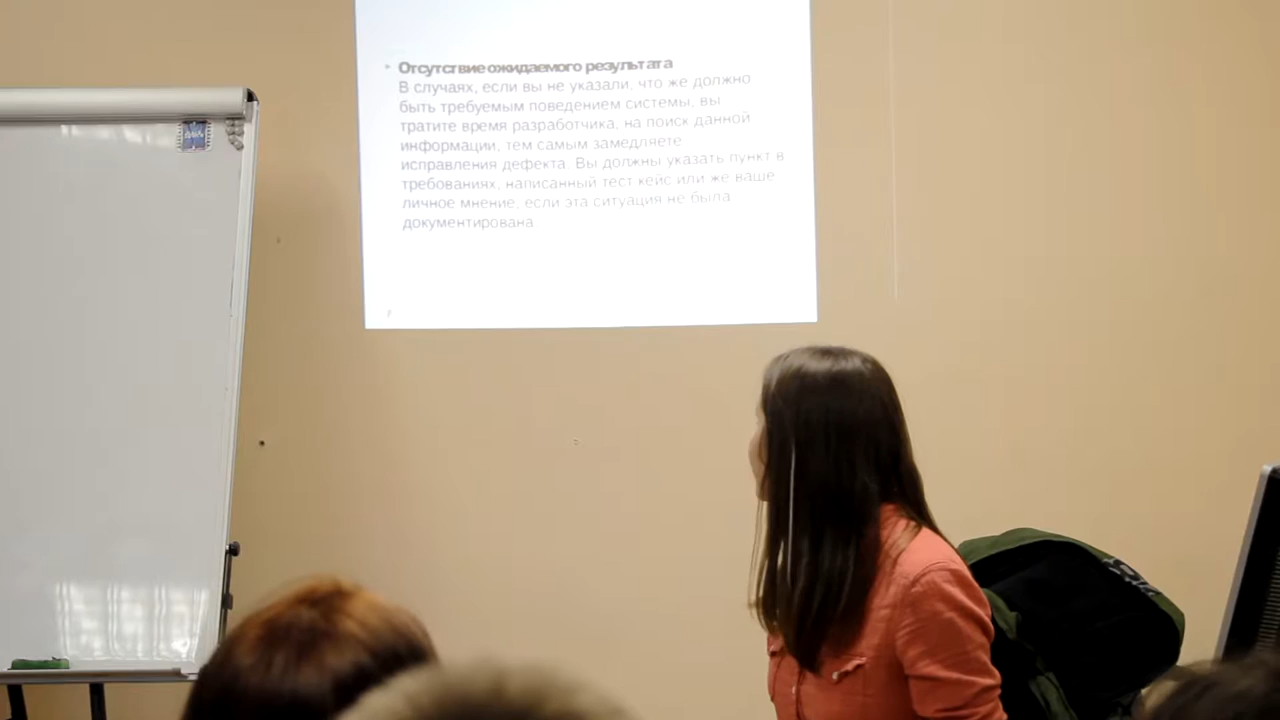 Отсутствие ожидаемого результата
В случаях, если вы не указали, что же должно
быть требуемым поведением системы, вы
тратите время разработчика, на поиск данной
информации, тем самым замедляете
исправления дефекта. Вы должны указать пункт в
требованиях, написанный тест кейс или же ваше
личное мнение, если эта ситуация не была
документирована